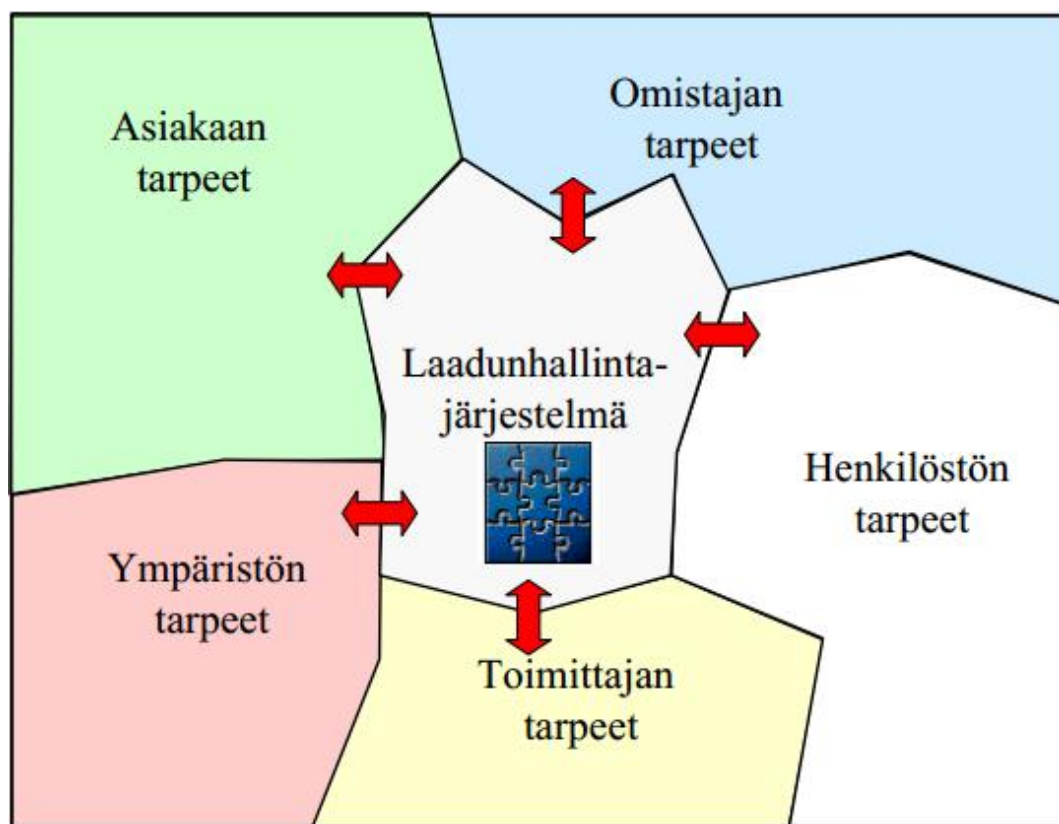 Asiakaan
tarpeet
Omistajan
tarpeet
Laadunhallinta-
järjestelmä
Henkilöstön
tarpeet
Ympäristön
tarpeet
Toimittajan
tarpeet